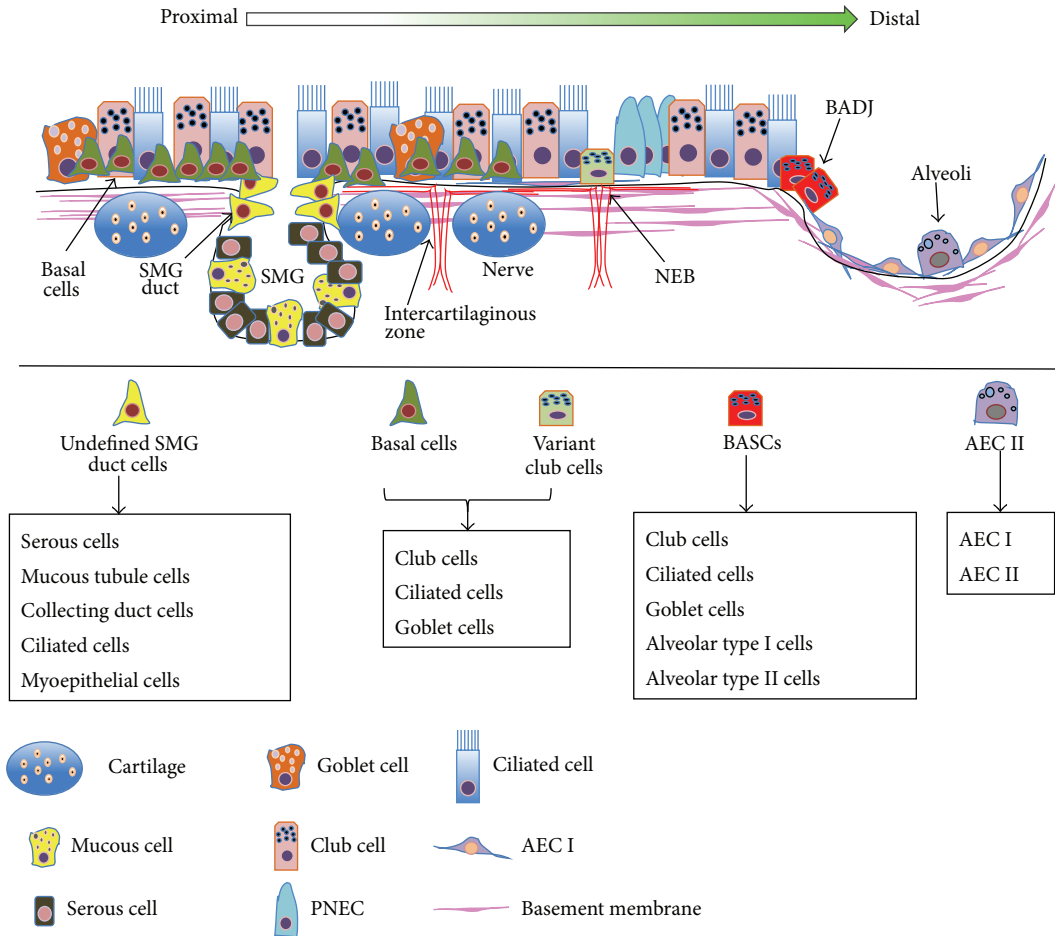 Proximal
Distal
BADJ
Alveoli
Basal
cells
SMG
duct
SMG
Intercartilaginous
zone
Nerve
NEB
Undefined SMG
duct cells
Basal cells
Variant
club cells
BASCs
AEC II
Serous cells
Mucous tubule cells
Collecting duct cells
Ciliated cells
Myoepithelial cells
Club cells
Ciliated cells
Goblet cells
Club cells
Ciliated cells
Goblet cells
Alveolar type I cells
Alveolar type II cells
AEC I
AEC II
Cartilage
Goblet cell
Ciliated cell
Mucous cell
Club cell
AEC I
Serous cell
PNEC
Basement membrane